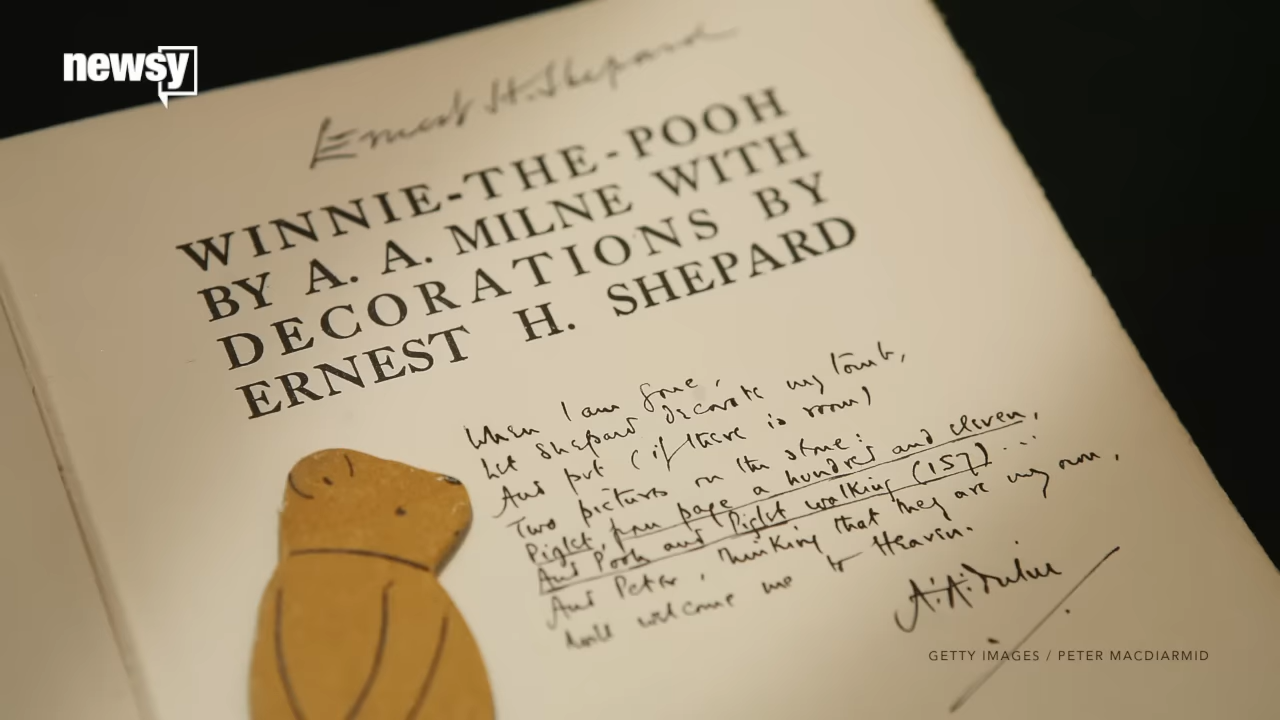 newsy
Ernest H. Shepard
WINNIE-THE-POOH
BY A. A. MILNE WITH
DECORATIONS BY
ERNEST H. SHEPARD
When I am gone,
Let Shepard decorate my tomb,
And put (if there is room)
Two pictures on the stone:
Piglet, from page a hundred and eleven,
And Pooh and Piglet walking (157) ...
And Peter, thinking that they are my own,
Will welcome me to Heaven.
A. A. Milne
GETTY IMAGES / PETER MACDIARMID